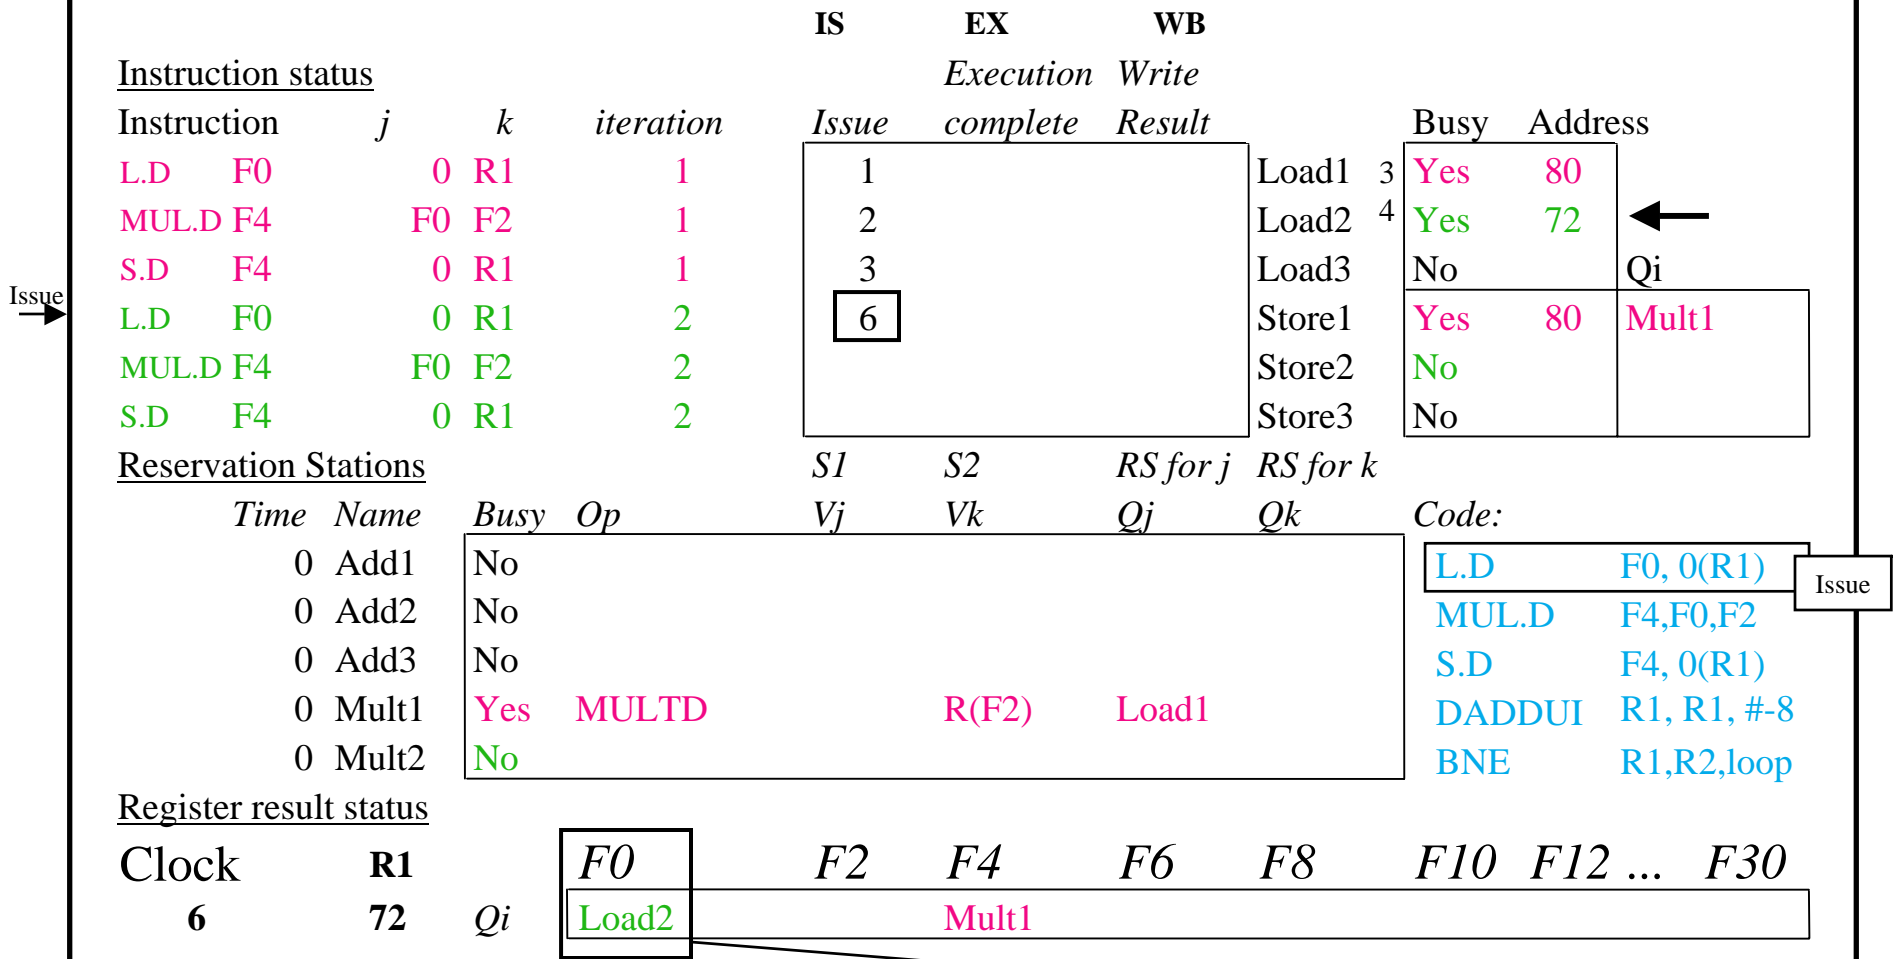 IS EX WB
Instruction status Execution Write
Instruction j k iteration Issue complete Result Busy Address
L.D F0 0 R1 1 1 Load1 3 Yes 80
MUL.D F4 F0 F2 1 2 Load2 4 Yes 72
S.D F4 0 R1 1 3 Load3 No Qi
Issue L.D F0 0 R1 2 6 Store1 Yes 80 Mult1
MUL.D F4 F0 F2 2 Store2 No
S.D F4 0 R1 2 Store3 No
Reservation Stations S1 S2 RS for j RS for k
Time Name Busy Op Vj Vk Qj Qk Code:
0 Add1 No L.D F0, 0(R1) Issue
0 Add2 No MUL.D F4,F0,F2
0 Add3 No S.D F4, 0(R1)
0 Mult1 Yes MULTD R(F2) Load1 DADDUI R1, R1, #-8
0 Mult2 No BNE R1,R2,loop
Register result status
Clock R1 F0 F2 F4 F6 F8 F10 F12 ... F30
6 72 Qi Load2 Mult1